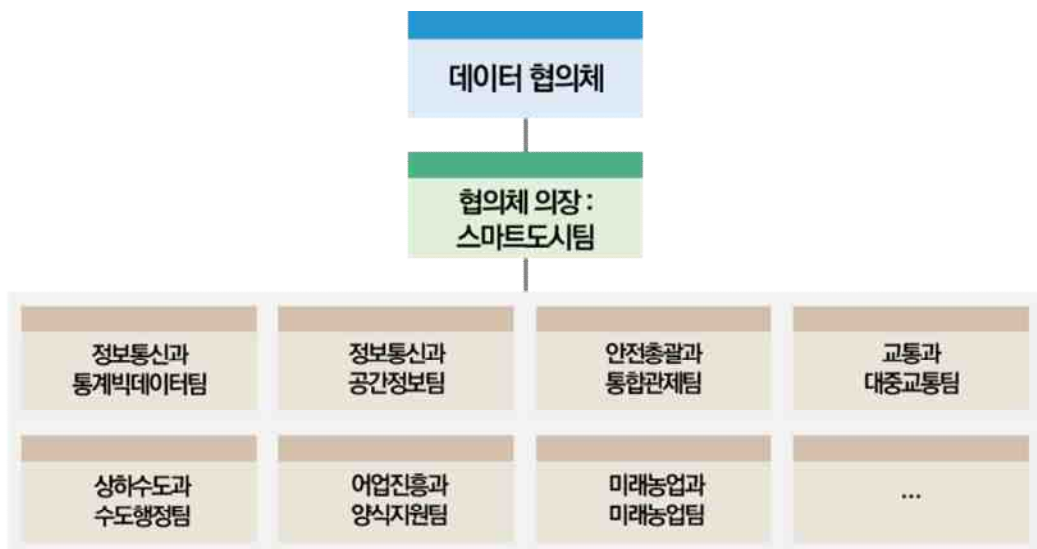 데이터 협의체
협의체 의장 :
스마트도시팀
정보통신과
통계빅데이터팀
정보통신과
공간정보팀
안전총괄과
통합관제팀
교통과
대중교통팀
상하수도과
수도행정팀
어업진흥과
양식지원팀
미래농업과
미래농업팀
...